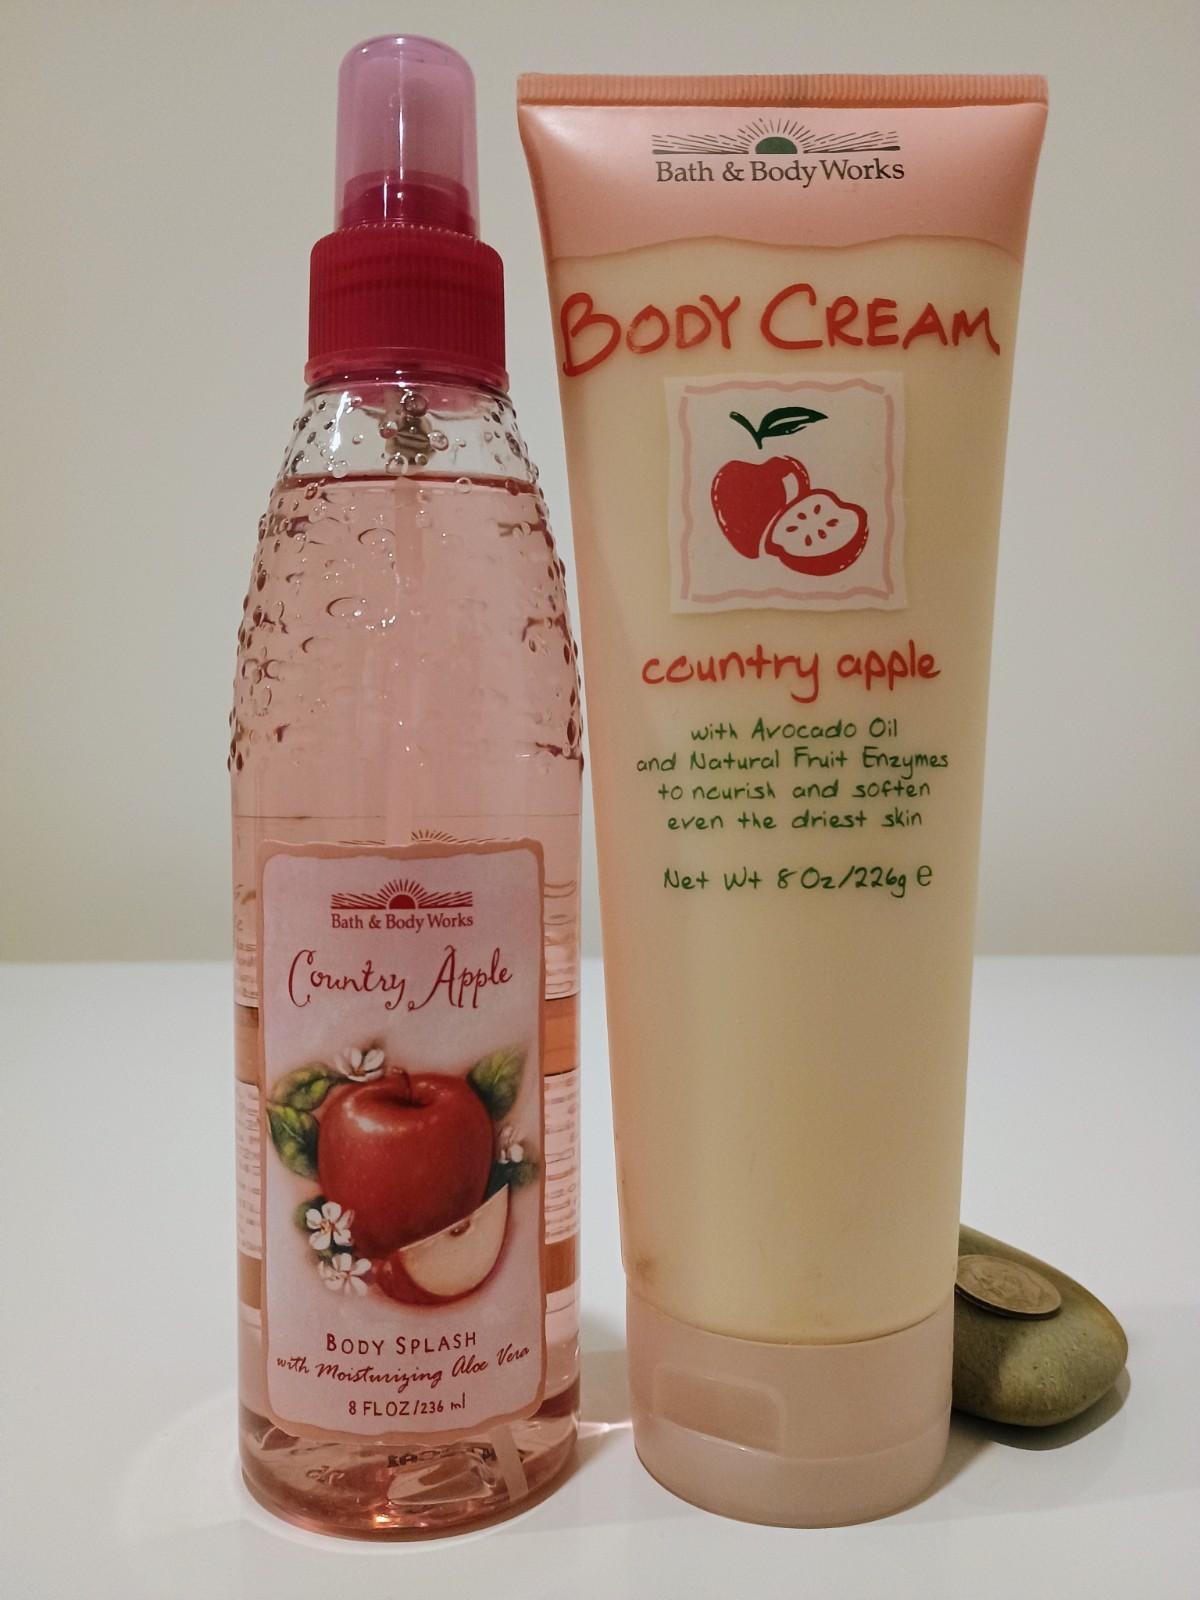 Bath & Body Works
Country Apple
BODY SPLASH
with Moisturizing Aloe Vera
8 FL OZ/236 ml
Bath & Body Works
BODY CREAM
country apple
with Avocado Oil
and Natural Fruit Enzymes
to nourish and soften
even the driest skin
Net Wt 8 Oz/226g e